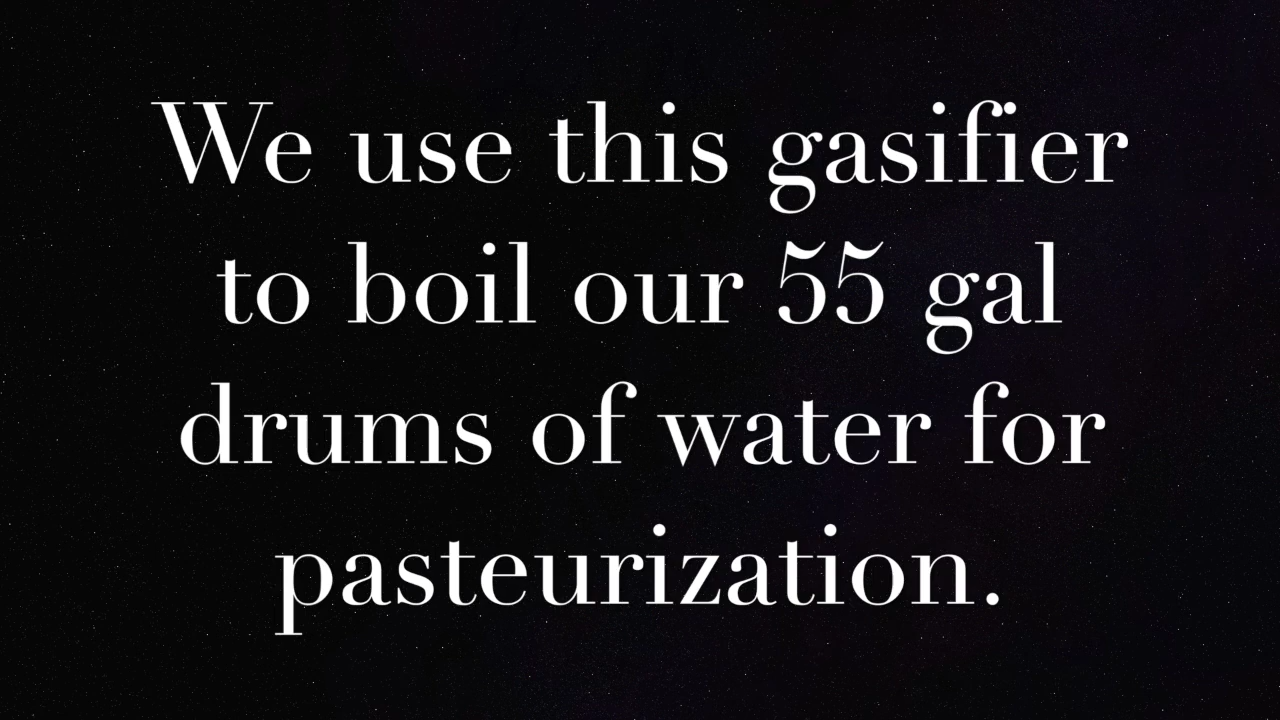 We use this gasifier
to boil our 55 gal
drums of water for
pasteurization.